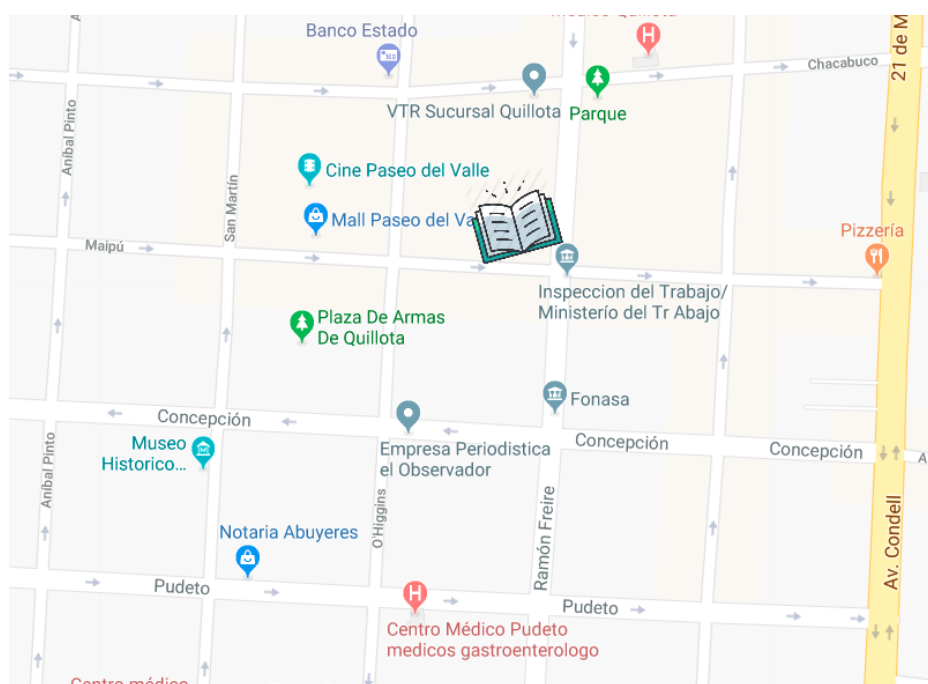 Banco Estado
Chacabuco
21 de M
VTR Sucursal Quillota
Parque
Aníbal Pinto
Cine Paseo del Valle
San Martín
Mall Paseo del Va
Pizzería
Maipú
Inspeccion del Trabajo/
Ministerío del Tr Abajo
Plaza De Armas
De Quillota
Fonasa
Concepción
Museo
Historico...
Empresa Periodistica
el Observador
Concepción
Concepción
A
Aníbal Pinto
O'Higgins
Ramón Freire
Av. Condell
Notaria Abuyeres
Pudeto
Pudeto
Centro Médico Pudeto
medicos gastroenterologo
Centro médico